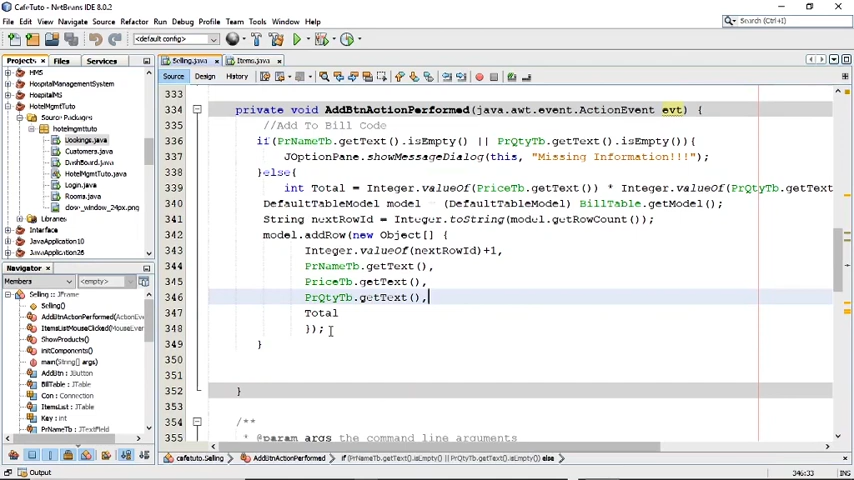 CafeTuto - NetBeans IDE 8.0.2
File Edit View Navigate Source Refactor Run Debug Profile Team Tools Window Help
Search (Ctrl+I)
<default config>
Projects Files Services
Selling.java Items.java
Source Design History
HMS
HospitalManagementSystem
HospitalMS
HotelMgmtTuto
Source Packages
hotelmgmttuto
Bookings.java
Customers.java
DashBoard.java
HotelMgmtTuto.java
Login.java
Rooms.java
down_window_24px.png
Libraries
Interface
JavaApplication10
JavaApplication26
Navigator
Members <empty>
Selling :: JFrame
Selling()
AddBtnActionPerformed(ActionEve
ItemsListMouseClicked(MouseEver
ShowProducts()
initComponents()
main(String[] args)
AddBtn : JButton
BillTable : JTable
Con : Connection
ItemsList : JTable
Key : int
PrNameTb : JTextField
333
334 private void AddBtnActionPerformed(java.awt.event.ActionEvent evt) {
335 //Add To Bill Code
336 if(PrNameTb.getText().isEmpty() || PrQtyTb.getText().isEmpty()){
337 JOptionPane.showMessageDialog(this, "Missing Information!!!");
338 }else{
339 int Total = Integer.valueOf(PriceTb.getText()) * Integer.valueOf(PrQtyTb.getText
340 DefaultTableModel model = (DefaultTableModel) BillTable.getModel();
341 String nextRowId = Integer.toString(model.getRowCount());
342 model.addRow(new Object[] {
343 Integer.valueOf(nextRowId)+1,
344 PrNameTb.getText(),
345 PriceTb.getText(),
346 PrQtyTb.getText(),
347 Total
348 });
349 }
350
351
352 }
353
354 /**
355 * @param args the command line arguments
cafetuto.Selling AddBtnActionPerformed if (PrNameTb.getText().isEmpty() || PrQtyTb.getText().isEmpty()) else
Output
346:33 INS